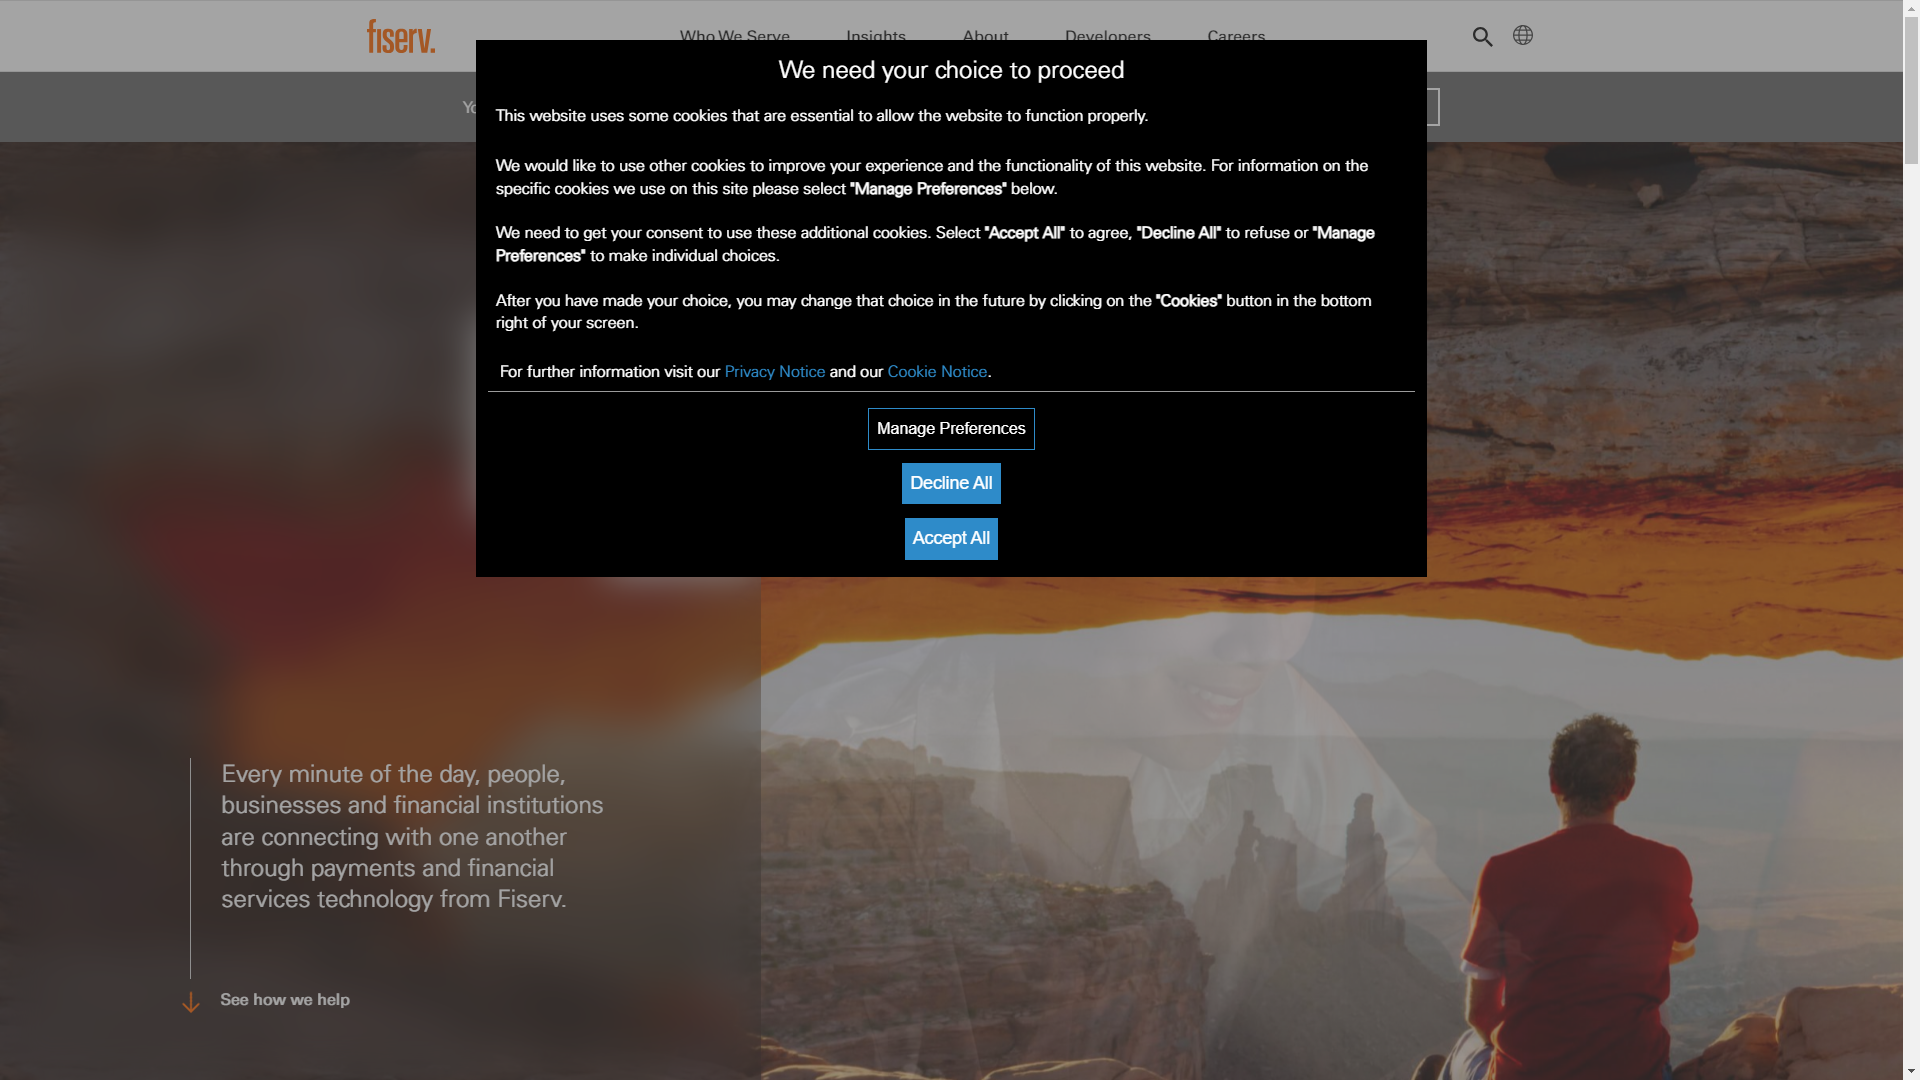 fiserv.
Who We Serve
Insights
About
Developers
Careers
We need your choice to proceed
This website uses some cookies that are essential to allow the website to function properly.
We would like to use other cookies to improve your experience and the functionality of this website. For information on the
specific cookies we use on this site please select "Manage Preferences" below.
We need to get your consent to use these additional cookies. Select "Accept All" to agree, "Decline All" to refuse or "Manage
Preferences" to make individual choices.
After you have made your choice, you may change that choice in the future by clicking on the "Cookies" button in the bottom
right of your screen.
For further information visit our Privacy Notice and our Cookie Notice.
Manage Preferences
Decline All
Accept All
Every minute of the day, people,
businesses and financial institutions
are connecting with one another
through payments and financial
services technology from Fiserv.
See how we help